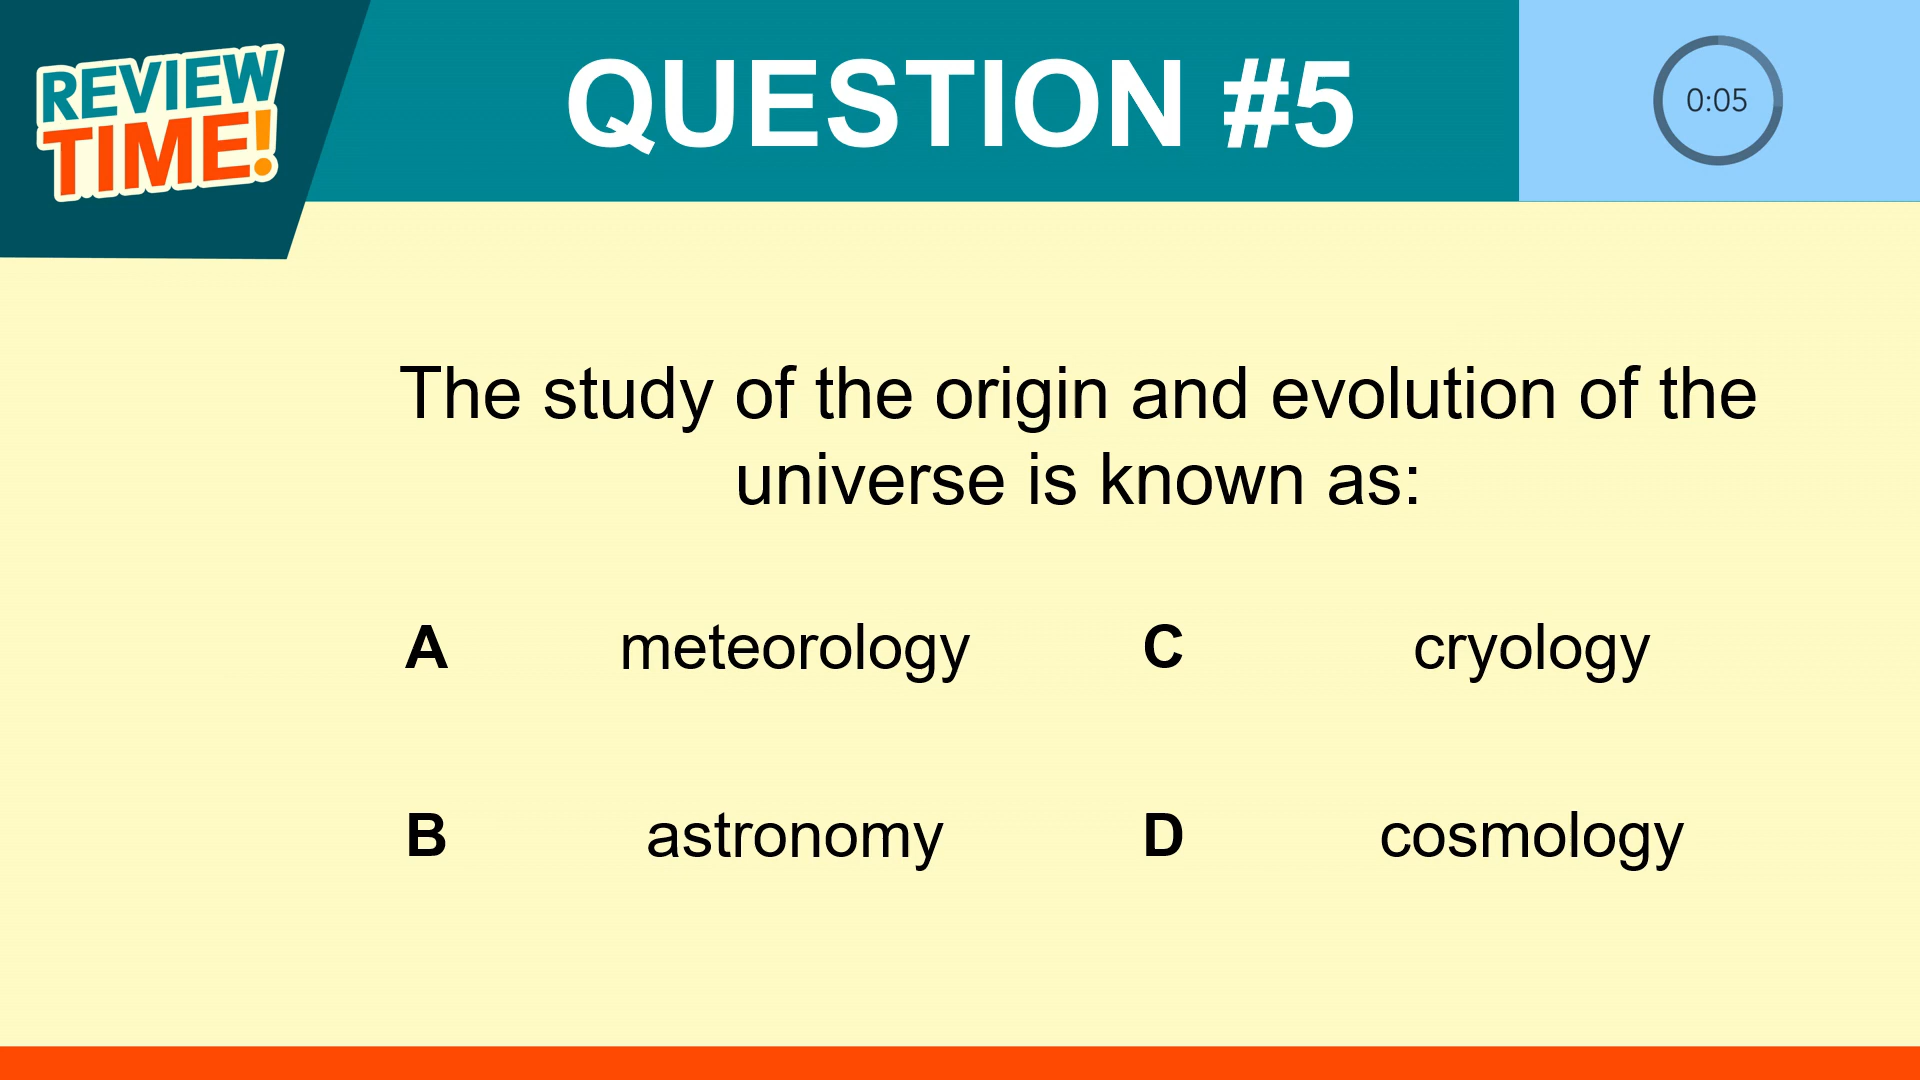 REVIEW
TIME!
QUESTION #5
0:05
The study of the origin and evolution of the
universe is known as:
A meteorology
C cryology
B astronomy
D cosmology